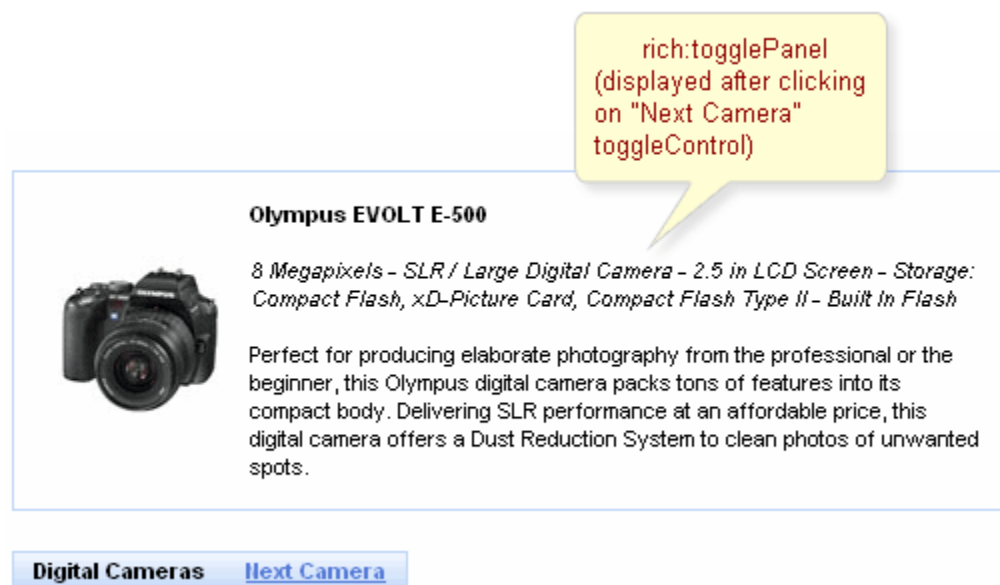 rich:togglePanel
(displayed after clicking
on "Next Camera"
toggleControl)
Olympus EVOLT E-500
8 Megapixels - SLR / Large Digital Camera - 2.5 in LCD Screen - Storage:
Compact Flash, xD-Picture Card, Compact Flash Type II - Built In Flash
OLYMPUS
Perfect for producing elaborate photography from the professional or the
beginner, this Olympus digital camera packs tons of features into its
compact body. Delivering SLR performance at an affordable price, this
digital camera offers a Dust Reduction System to clean photos of unwanted
spots.
Digital Cameras Next Camera